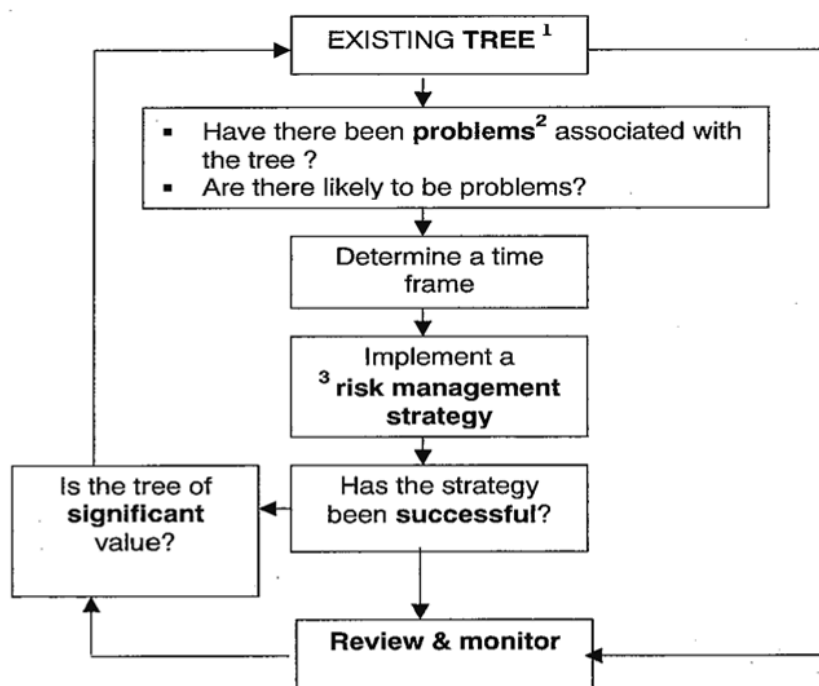 EXISTING TREE 1
▪ Have there been problems2 associated with
the tree ?
▪ Are there likely to be problems?
Determine a time
frame
Implement a
3 risk management
strategy
Has the strategy
been successful?
Is the tree of
significant
value?
Review & monitor